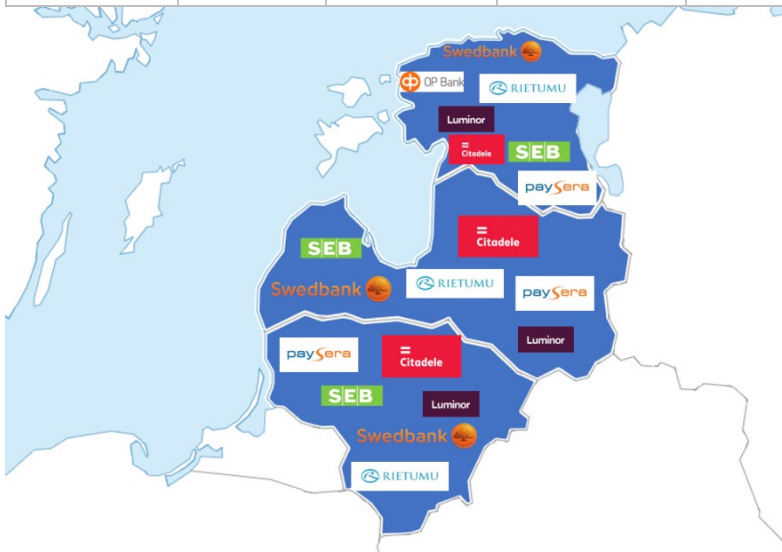 Swedbank
OP Bank
RIETUMU
Luminor
Citadele
SEB
paysera
Citadele
SEB
RIETUMU
Swedbank
paysera
Luminor
paysera
Citadele
SEB
Luminor
Swedbank
RIETUMU